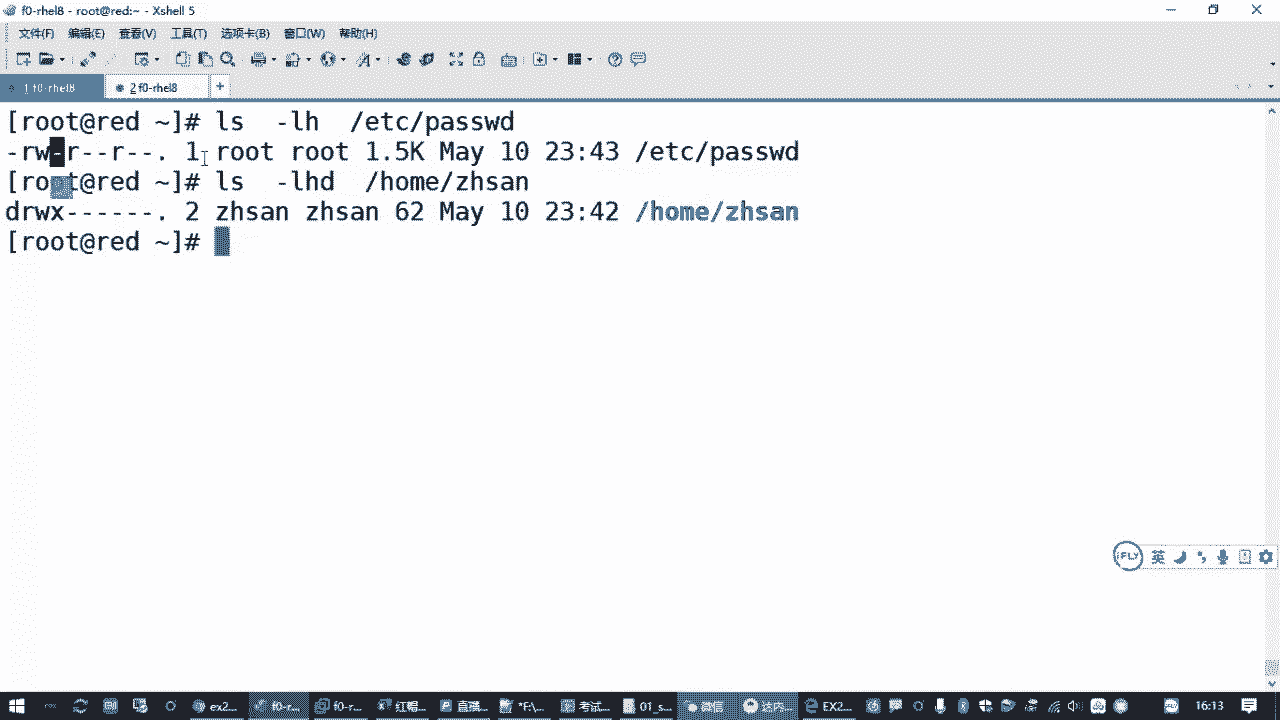 f0-rhel8 - root@red:~ - Xshell 5
文件(F) 编辑(E) 查看(V) 工具(T) 选项卡(B) 窗口(W) 帮助(H)
1 f0-rhel8 2 f0-rhel8 +
[root@red ~]# ls  -lh  /etc/passwd
-rw-r--r--. 1 root root 1.5K May 10 23:43 /etc/passwd
[root@red ~]# ls  -lhd  /home/zhsan
drwx------. 2 zhsan zhsan 62 May 10 23:42 /home/zhsan
[root@red ~]#
iFLY 英
ex2... f0-r... f0-r... 红帽... 直播... *F:\... 考试... 01_s... 微信 达内... EX2... 16:13